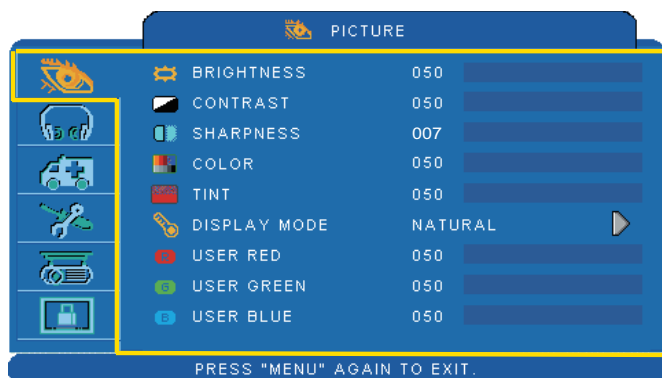 PICTURE
BRIGHTNESS 050
CONTRAST 050
SHARPNESS 007
COLOR 050
TINT 050
DISPLAY MODE NATURAL
R USER RED 050
G USER GREEN 050
B USER BLUE 050
PRESS "MENU" AGAIN TO EXIT.